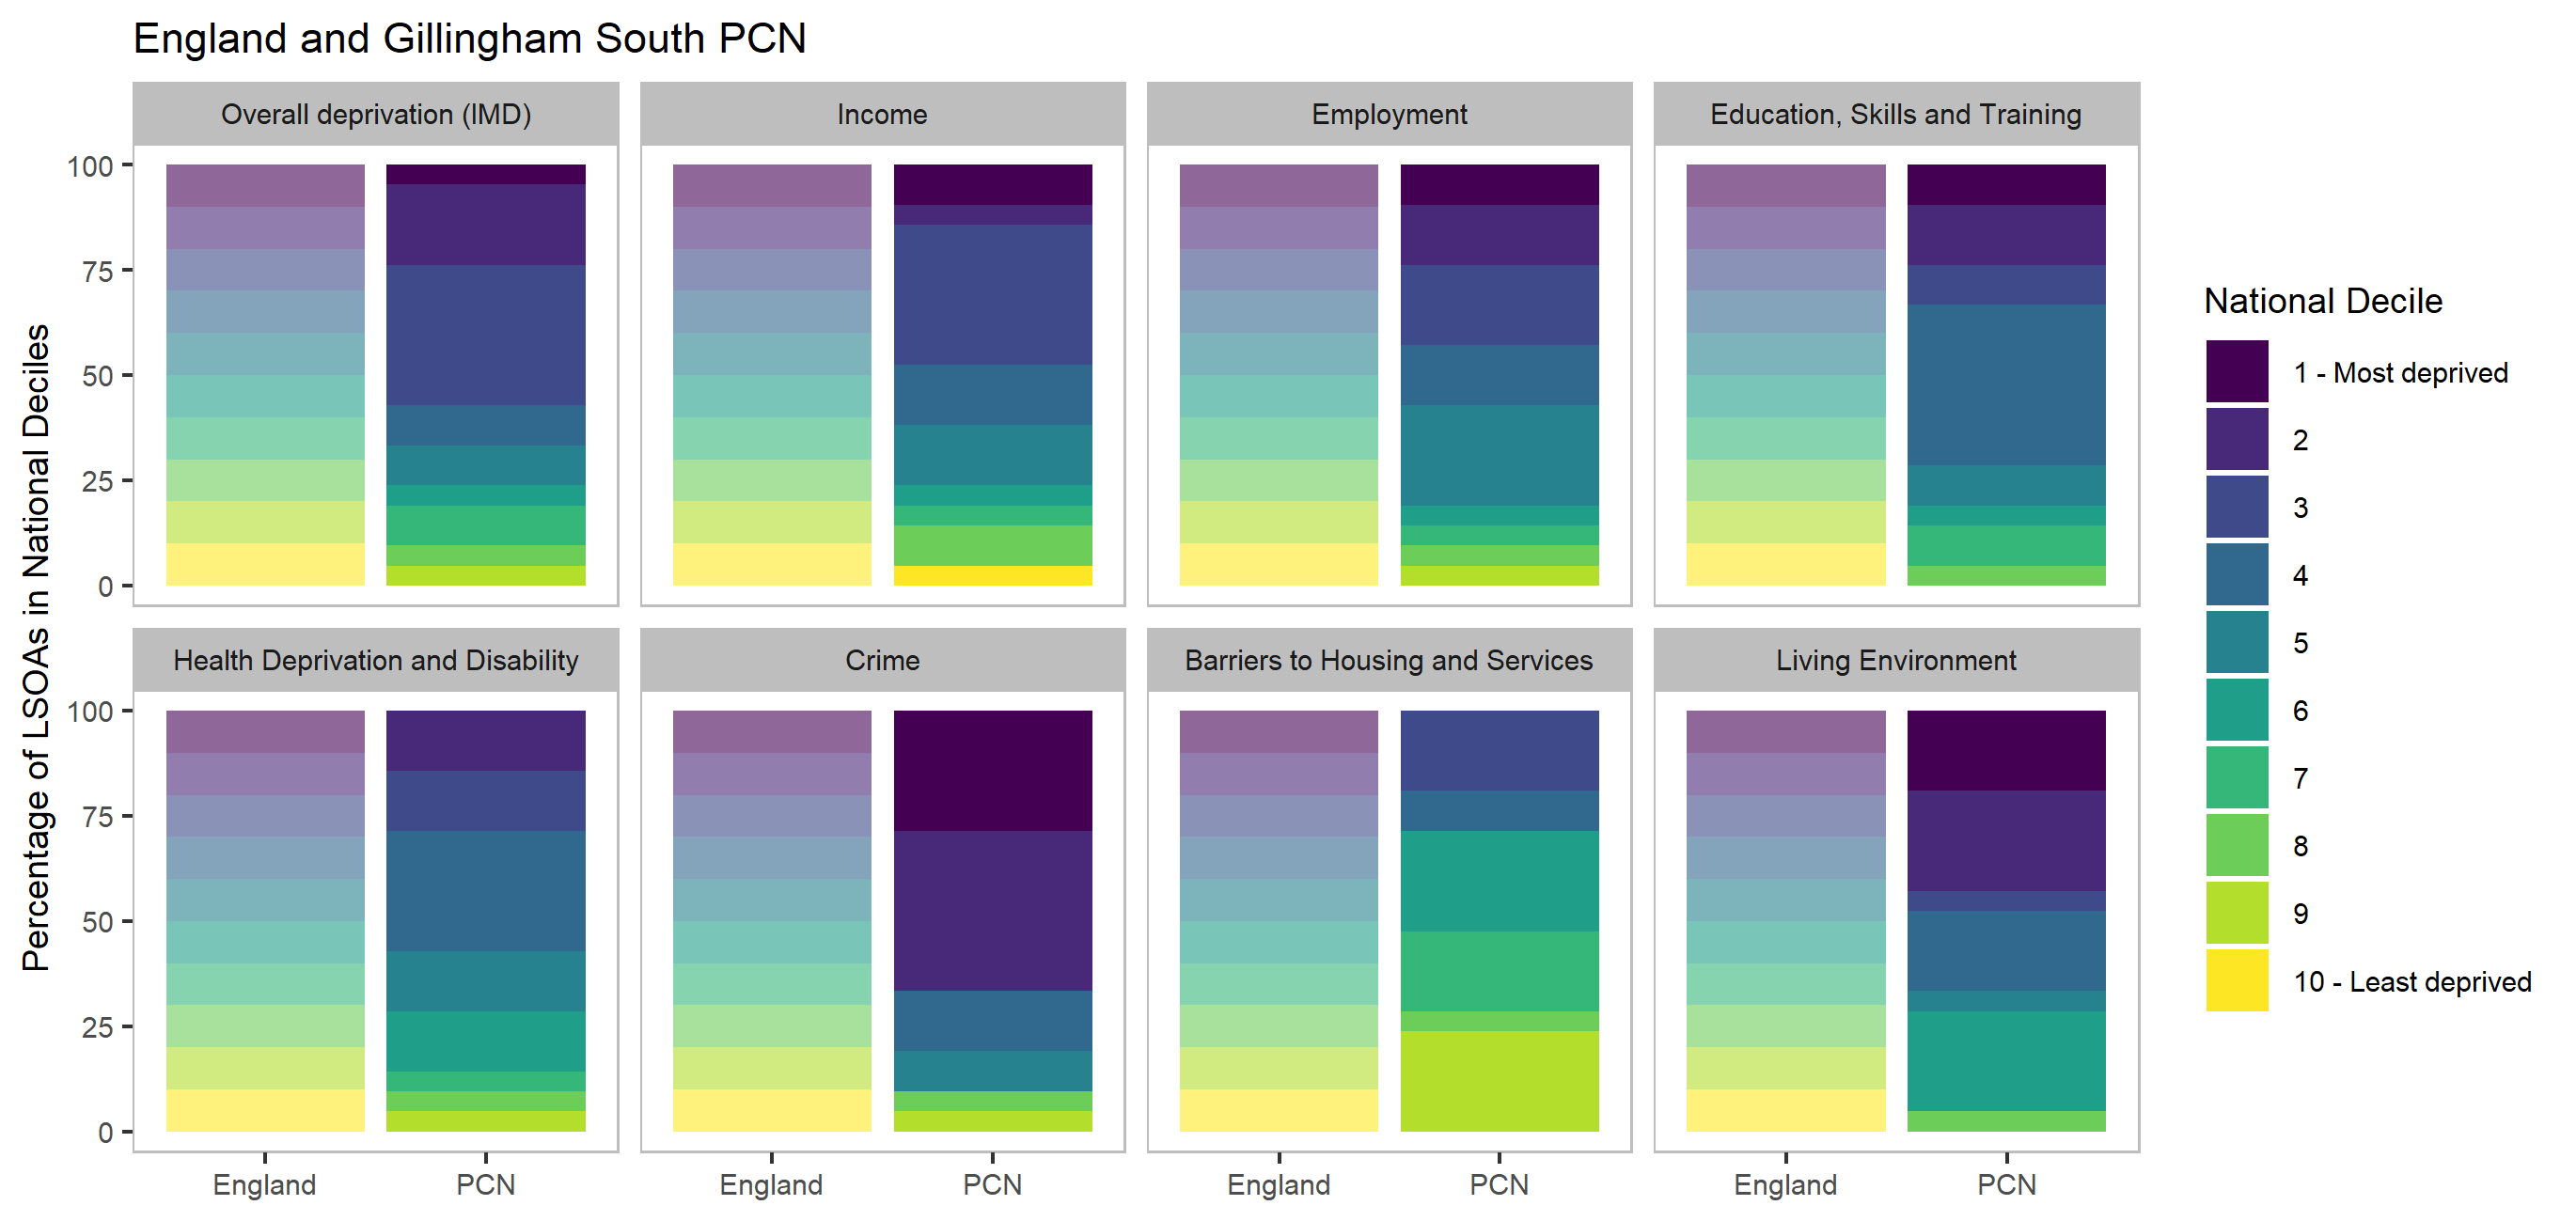 England and Gillingham South PCN
Overall deprivation (IMD)
Income
Employment
Education, Skills and Training
100
75
50
25
0
Health Deprivation and Disability
Crime
Barriers to Housing and Services
Living Environment
100
75
50
25
0
England
PCN
England
PCN
England
PCN
England
PCN
Percentage of LSOAs in National Deciles
National Decile
1 - Most deprived
2
3
4
5
6
7
8
9
10 - Least deprived